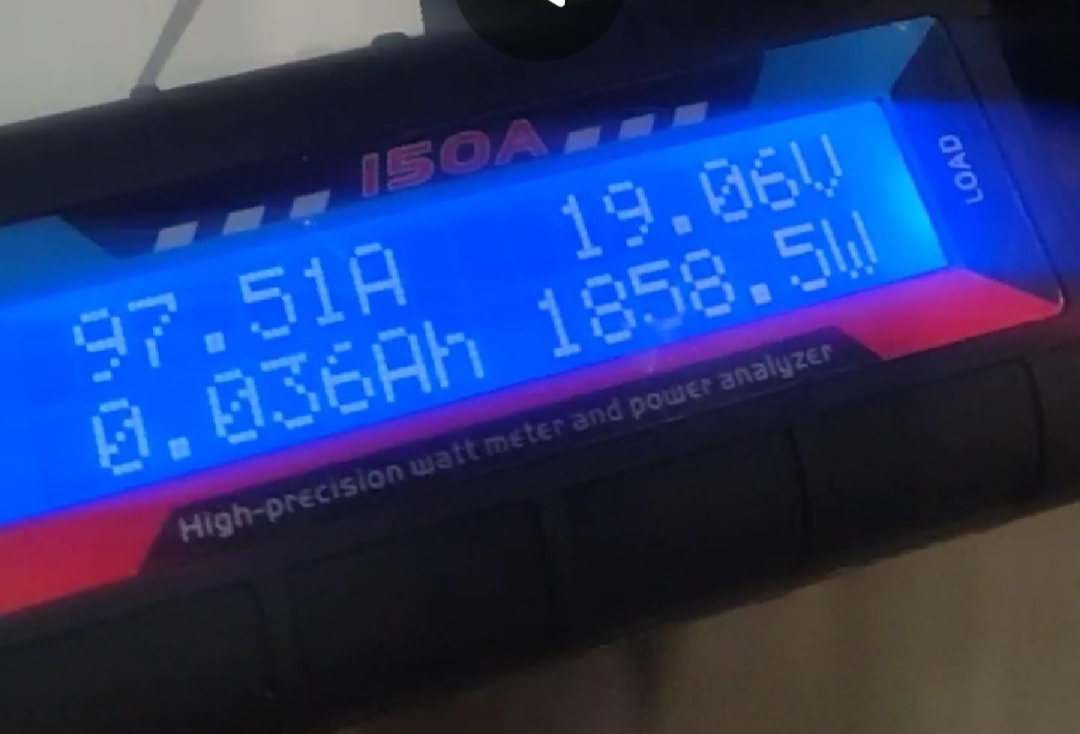 150A
97.51A 19.06V
0.036Ah 1858.5W
LOAD
High-precision watt meter and power analyzer